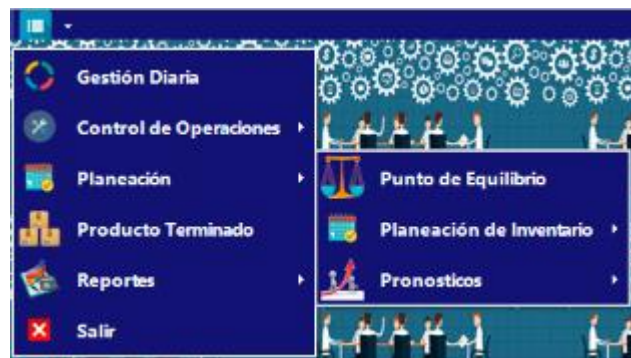 Gestión Diaria
Control de Operaciones
Planeación
Producto Terminado
Reportes
Salir
Punto de Equilibrio
Planeación de Inventario
Pronosticos